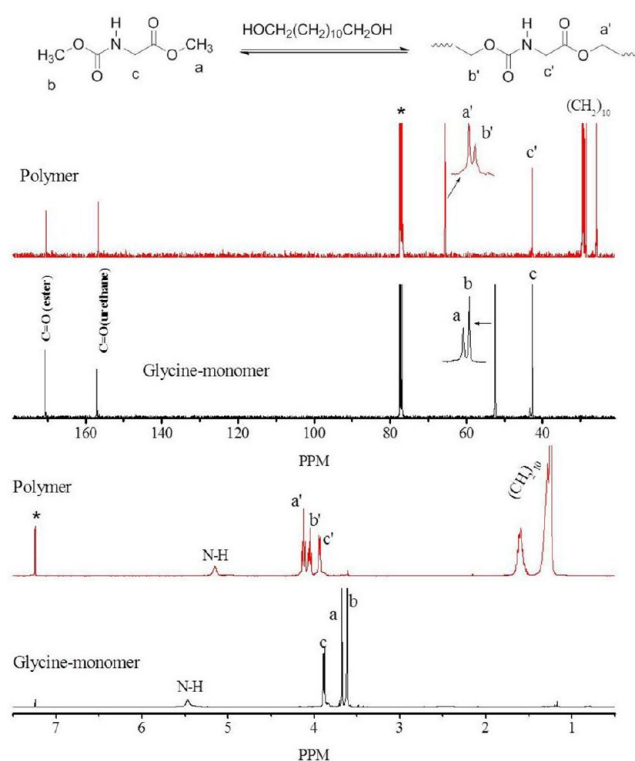 HOCH2(CH2)10CH2OH
H3C O N H O O CH3
b c a
O N H O O
b' c' a'
* a' b' c' (CH2)10
Polymer
C=O (ester)
C=O(urethane)
a b c
Glycine-monomer
160 140 120 100 80 60 40
PPM
Polymer
* N-H a' b' c' (CH2)10
Glycine-monomer
N-H c a b
7 6 5 4 3 2 1
PPM